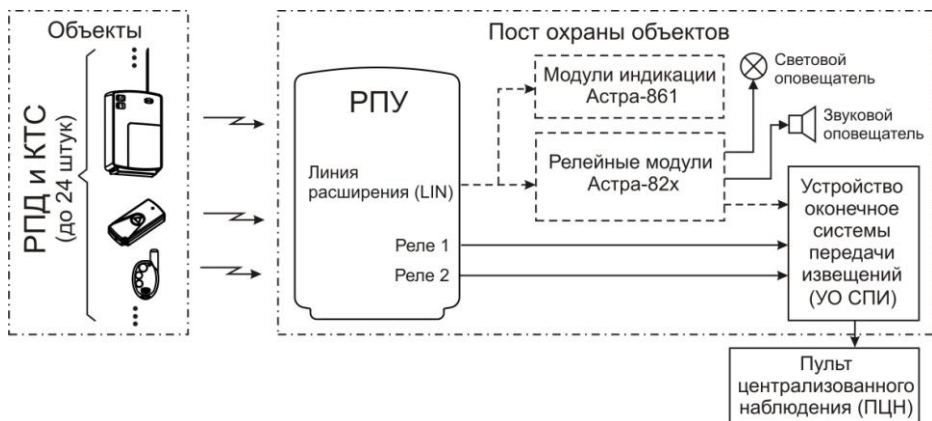 Объекты
РПД и КТС
(до 24 штук)
Пост охраны объектов
РПУ
Линия
расширения (LIN)
Реле 1
Реле 2
Модули индикации
Астра-861
Релейные модули
Астра-82х
Световой
оповещатель
Звуковой
оповещатель
Устройство
оконечное
системы
передачи
извещений
(УО СПИ)
Пульт
централизованного
наблюдения (ПЦН)